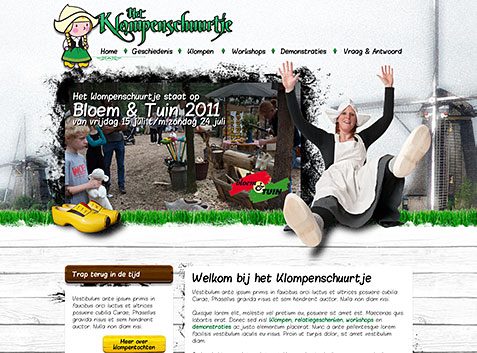 Het
Klompenschuurtje
Home Geschiedenis Klompen Workshops Demonstraties Vraag & Antwoord
Het klompenschuurtje staat op
Bloem & Tuin 2011
van vrijdag 15 juli t/m zondag 24 juli
bloem
& TUIN
Trap terug in de tijd
Vestibulum ante ipsum primis in
faucibus orci luctus et ultrices
posuere cubilia Curae; Phasellus
gravida nisus et sem hendrerit
auctor. Nulla non diam nisi.
Meer over
klompentochten
Welkom bij het Klompenschuurtje
Vestibulum ante ipsum primis in faucibus orci luctus et ultrices posuere cubilia
Curae; Phasellus gravida nisus et sem hendrerit auctor. Nulla non diam nisi.
Quisque lorem elit, molestie vel pretium eu, posuere sit amet est. Maecenas quis
lobortis erat. Donec sed nisl klompen, relatiegeschenken, workshops en
demonstraties ac justo elementum placerat. Nunc a ante pellentesque lorem
facilisis vestibulum iaculis eu nisus. Proin ut turpis dolor, sit amet vestibulum
diam.